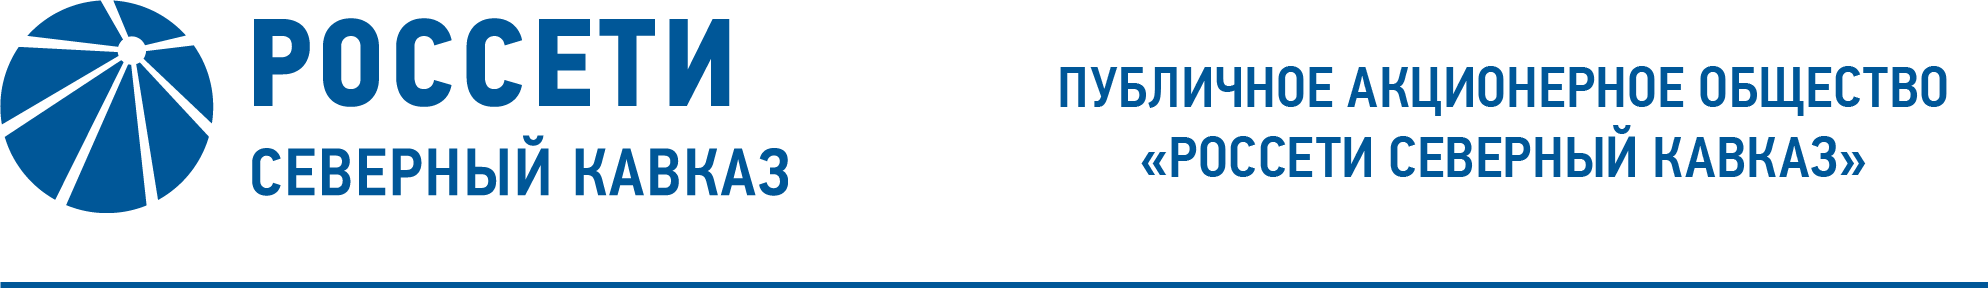 РОССЕТИ
СЕВЕРНЫЙ КАВКАЗ
ПУБЛИЧНОЕ АКЦИОНЕРНОЕ ОБЩЕСТВО
«РОССЕТИ СЕВЕРНЫЙ КАВКАЗ»